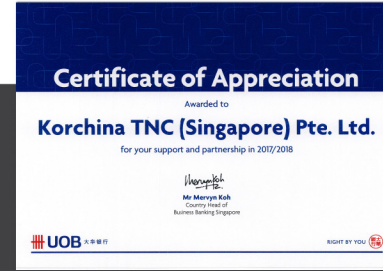 Certificate of Appreciation
Awarded to
Korchina TNC (Singapore) Pte. Ltd.
for your support and partnership in 2017/2018
Mr Mervyn Koh
Country Head of
Business Banking Singapore
UOB 大华银行
RIGHT BY YOU